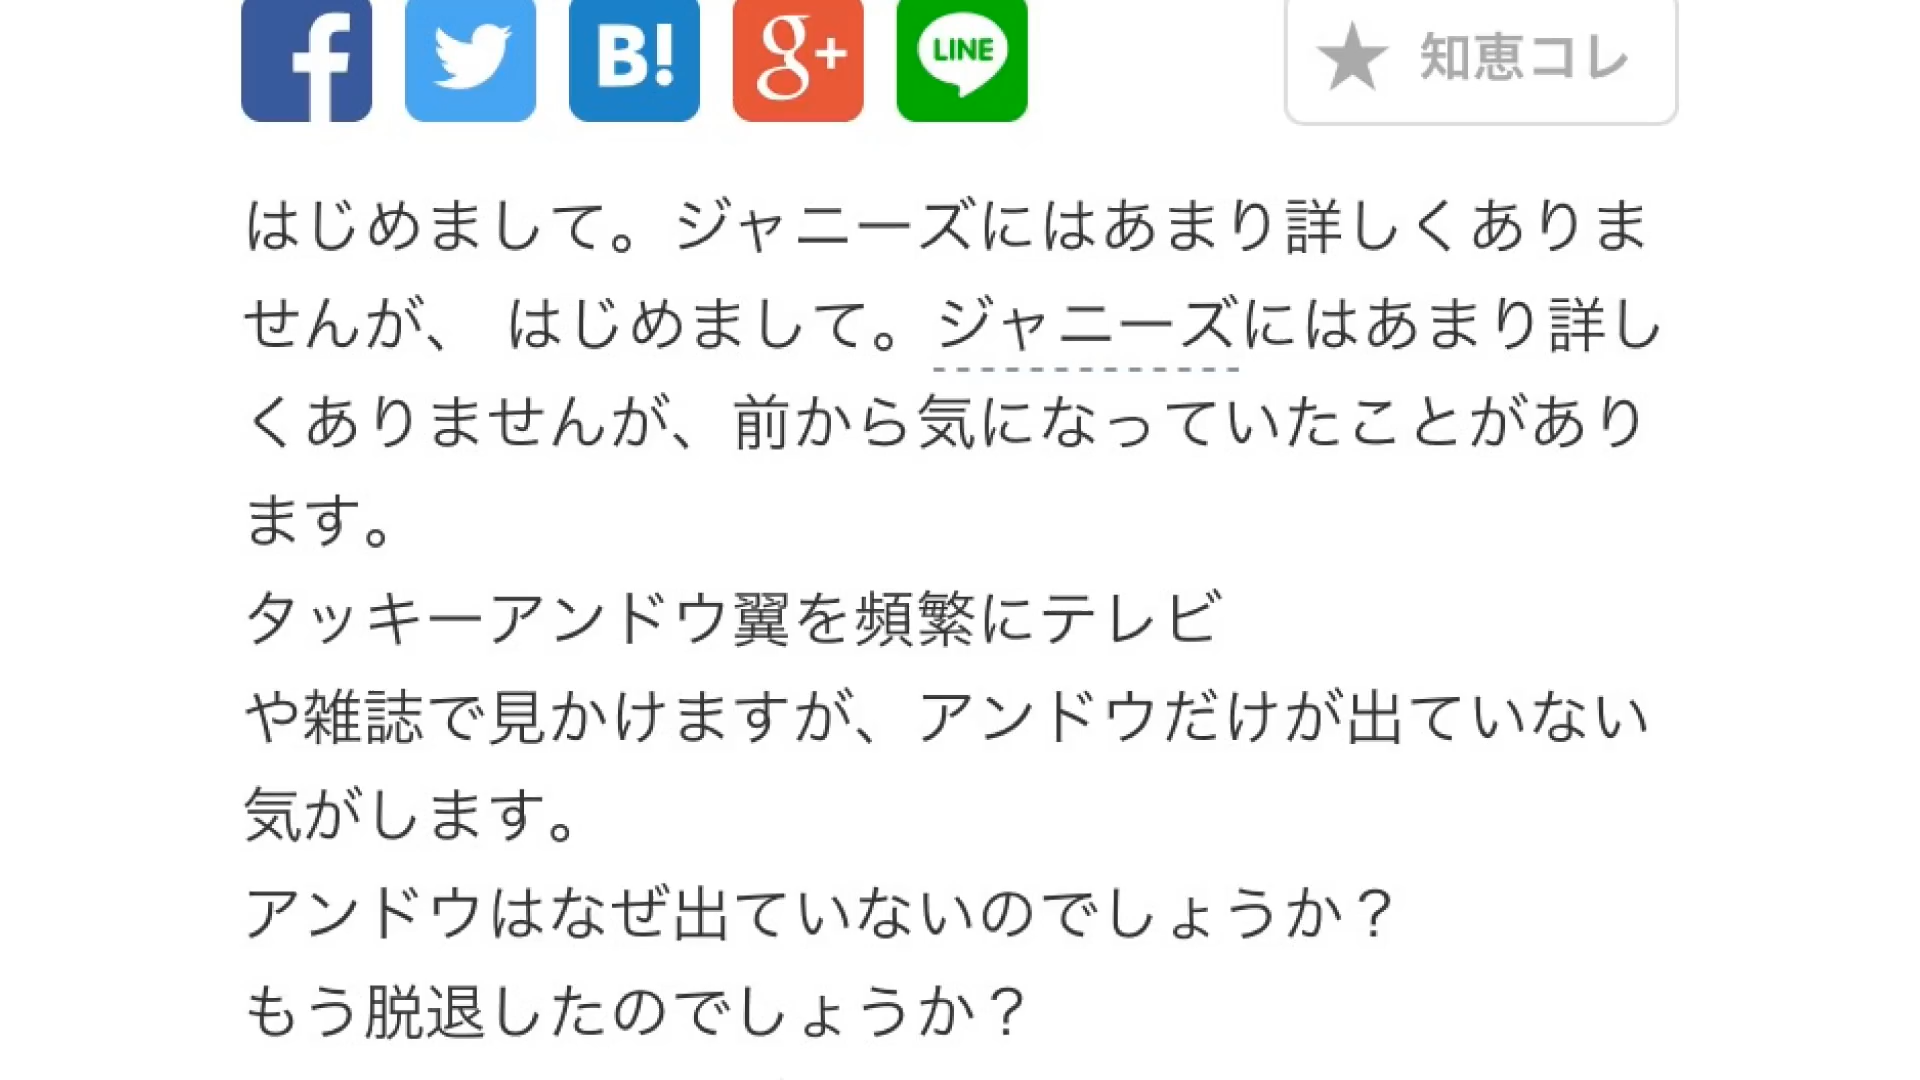 f B! g+ LINE ★ 知恵コレ
はじめまして。ジャニーズにはあまり詳しくありま
せんが、 はじめまして。ジャニーズにはあまり詳し
くありませんが、前から気になっていたことがあり
ます。
タッキーアンドウ翼を頻繁にテレビ
や雑誌で見かけますが、アンドウだけが出ていない
気がします。
アンドウはなぜ出ていないのでしょうか？
もう脱退したのでしょうか？